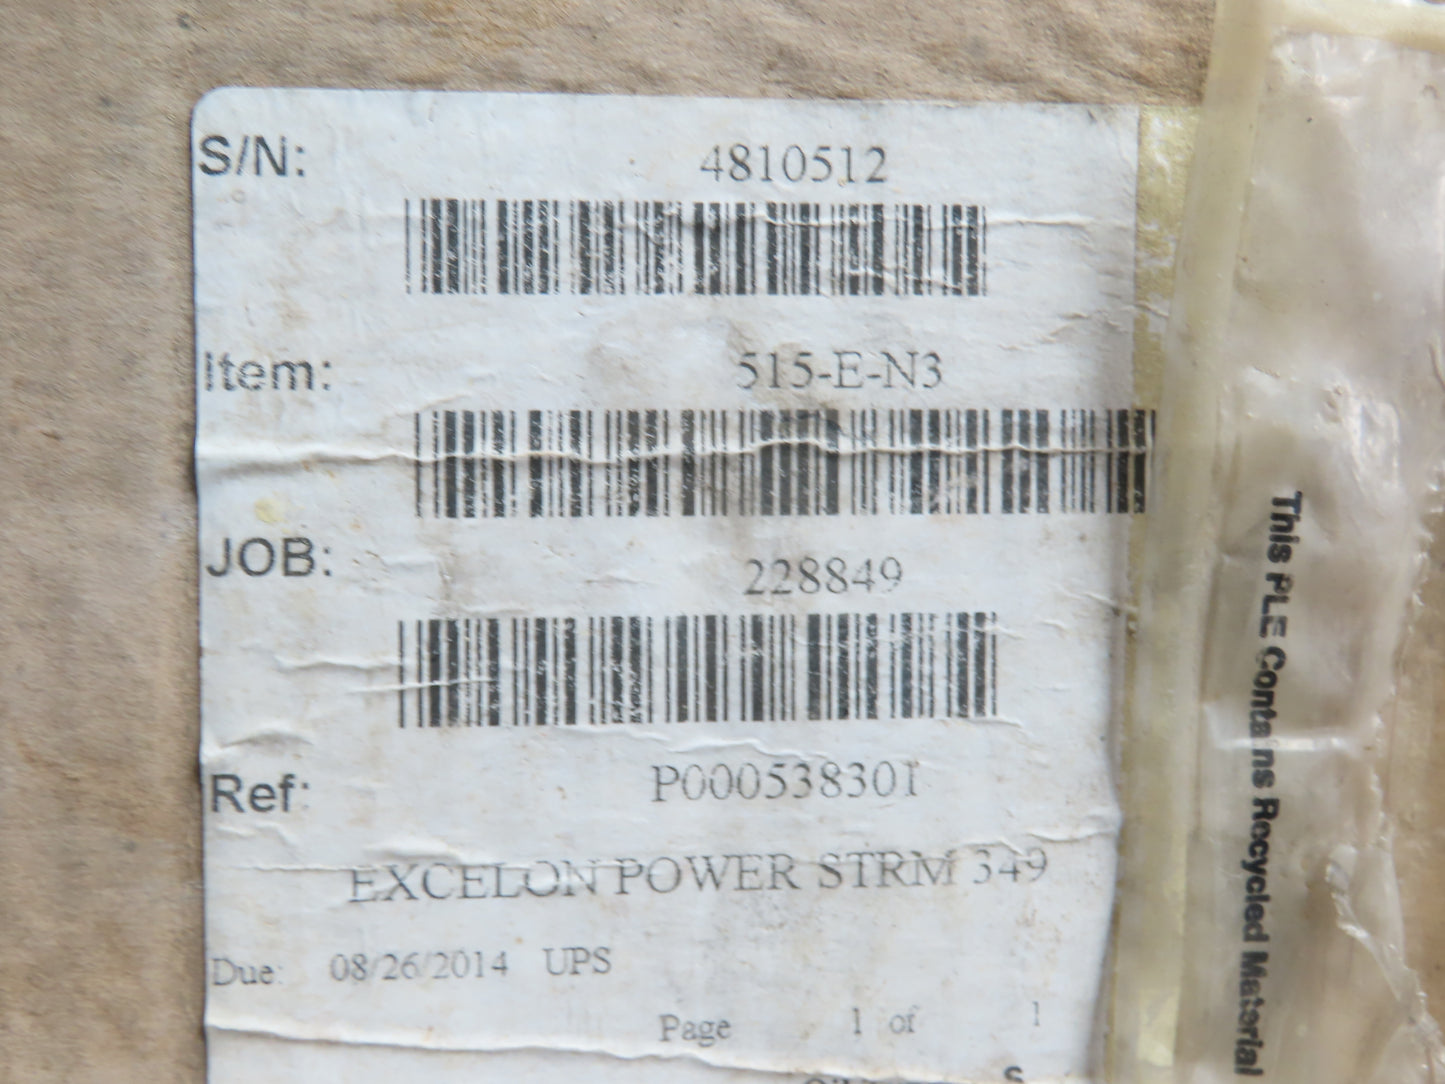 S/N: 4810512
Item: 515-E-N3
JOB: 228849
Ref: P000538301
EXCELON POWER STRM 349
Due: 08/26/2014 UPS
Page 1 of 1
This PLE Contains Recycled Material